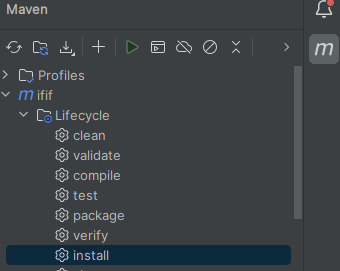 Maven
Profiles
m ifif
Lifecycle
clean
validate
compile
test
package
verify
install
m